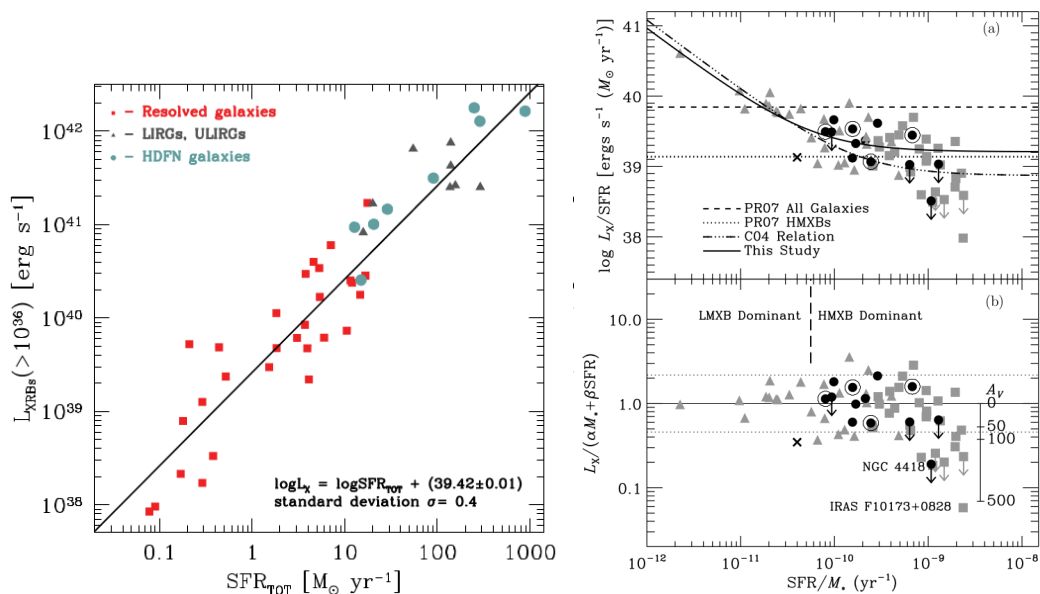 L_XRBs(>10^36) [erg s^-1]
10^42
10^41
10^40
10^39
10^38
■ – Resolved galaxies
▲ – LIRGs, ULIRGs
● – HDFN galaxies
logL_X = logSFR_TOT + (39.42±0.01)
standard deviation σ= 0.4
0.1
1
10
100
1000
SFR_TOT [M_⊙ yr^-1]
(a)
log L_X/SFR [ergs s^-1 (M_⊙ yr^-1)
41
40
39
38
PR07 All Galaxies
PR07 HMXBs
C04 Relation
This Study
(b)
L_X/(αM_⋆+βSFR)
10.0
1.0
0.1
LMXB Dominant
HMXB Dominant
A_V
0
50
100
500
NGC 4418
IRAS F10173+0828
10^-12
10^-11
10^-10
10^-9
10^-8
SFR/M_⋆ (yr^-1)